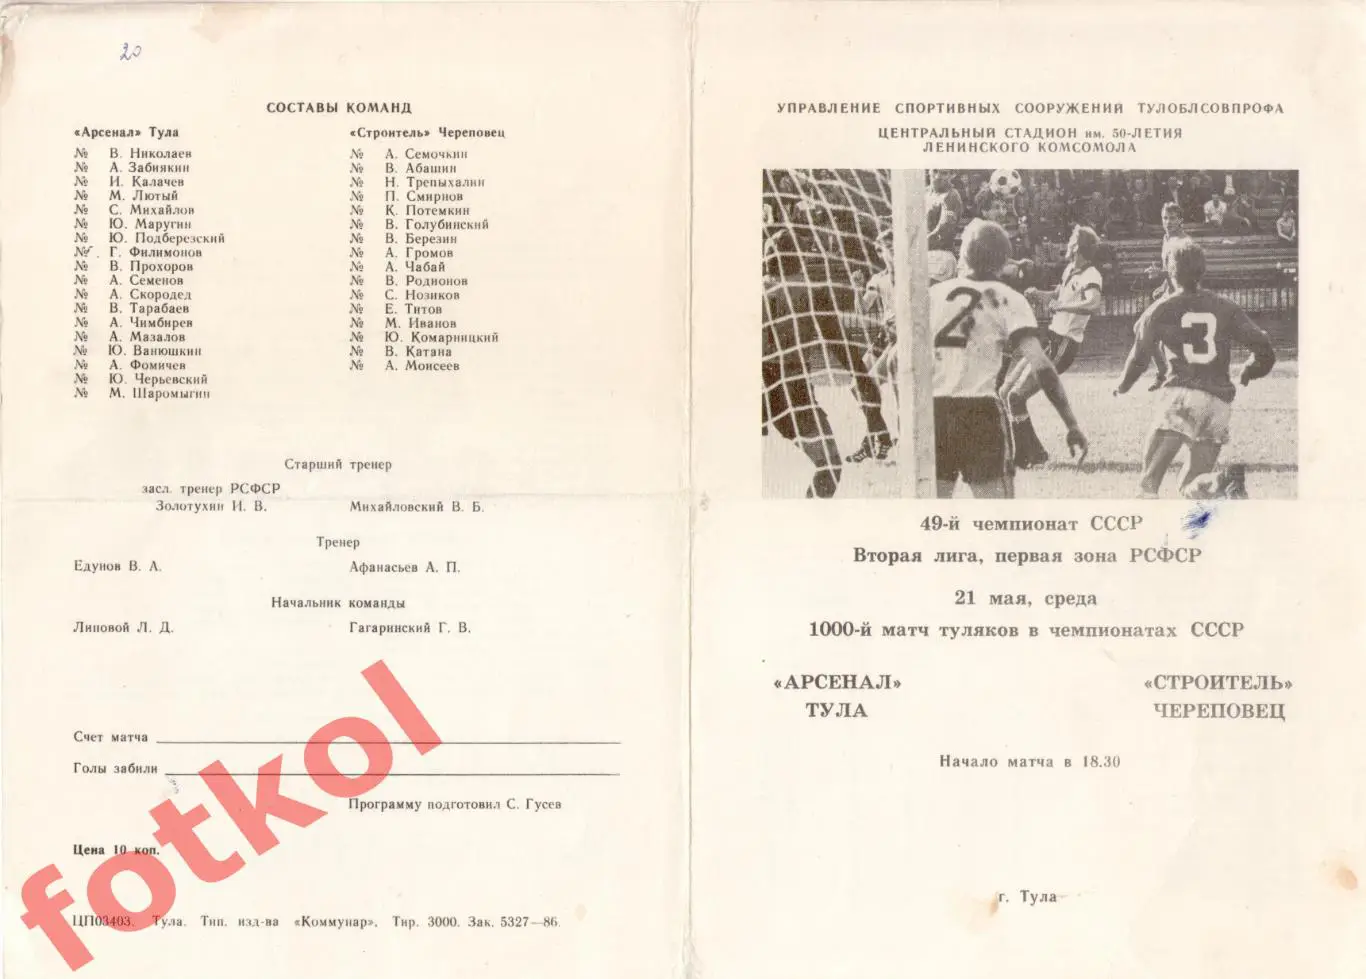 20
СОСТАВЫ КОМАНД
«Арсенал» Тула
№ В. Николаев
№ А. Забиякин
№ И. Калачев
№ М. Лютый
№ С. Михайлов
№ Ю. Маругин
№ Ю. Подберезский
№ Г. Филимонов
№ В. Прохоров
№ А. Семенов
№ А. Скородед
№ В. Тарабаев
№ А. Чимбирев
№ А. Мазалов
№ Ю. Ванюшкин
№ А. Фомичев
№ Ю. Черьевский
№ М. Шаромыгин
«Строитель» Череповец
№ А. Семочкин
№ В. Абашин
№ Н. Трепыхалин
№ П. Смирнов
№ К. Потемкин
№ В. Голубинский
№ В. Березин
№ А. Громов
№ А. Чабай
№ В. Родионов
№ С. Нозиков
№ Е. Титов
№ М. Иванов
№ Ю. Комарницкий
№ В. Катана
№ А. Моисеев
Старший тренер
засл. тренер РСФСР
Золотухин И. В. Михайловский В. Б.
Тренер
Едунов В. А. Афанасьев А. П.
Начальник команды
Липовой Л. Д. Гагаринский Г. В.
Счет матча
Голы забили
Программу подготовил С. Гусев
Цена 10 коп.
ЦП03403. Тула. Тип. изд-ва «Коммунар». Тир. 3000. Зак. 5327—86.
fotkol
УПРАВЛЕНИЕ СПОРТИВНЫХ СООРУЖЕНИЙ ТУЛОБЛСОВПРОФА
ЦЕНТРАЛЬНЫЙ СТАДИОН им. 50-ЛЕТИЯ
ЛЕНИНСКОГО КОМСОМОЛА
2
3
49-й чемпионат СССР
Вторая лига, первая зона РСФСР
21 мая, среда
1000-й матч туляков в чемпионатах СССР
«АРСЕНАЛ» «СТРОИТЕЛЬ»
ТУЛА ЧЕРЕПОВЕЦ
Начало матча в 18.30
г. Тула